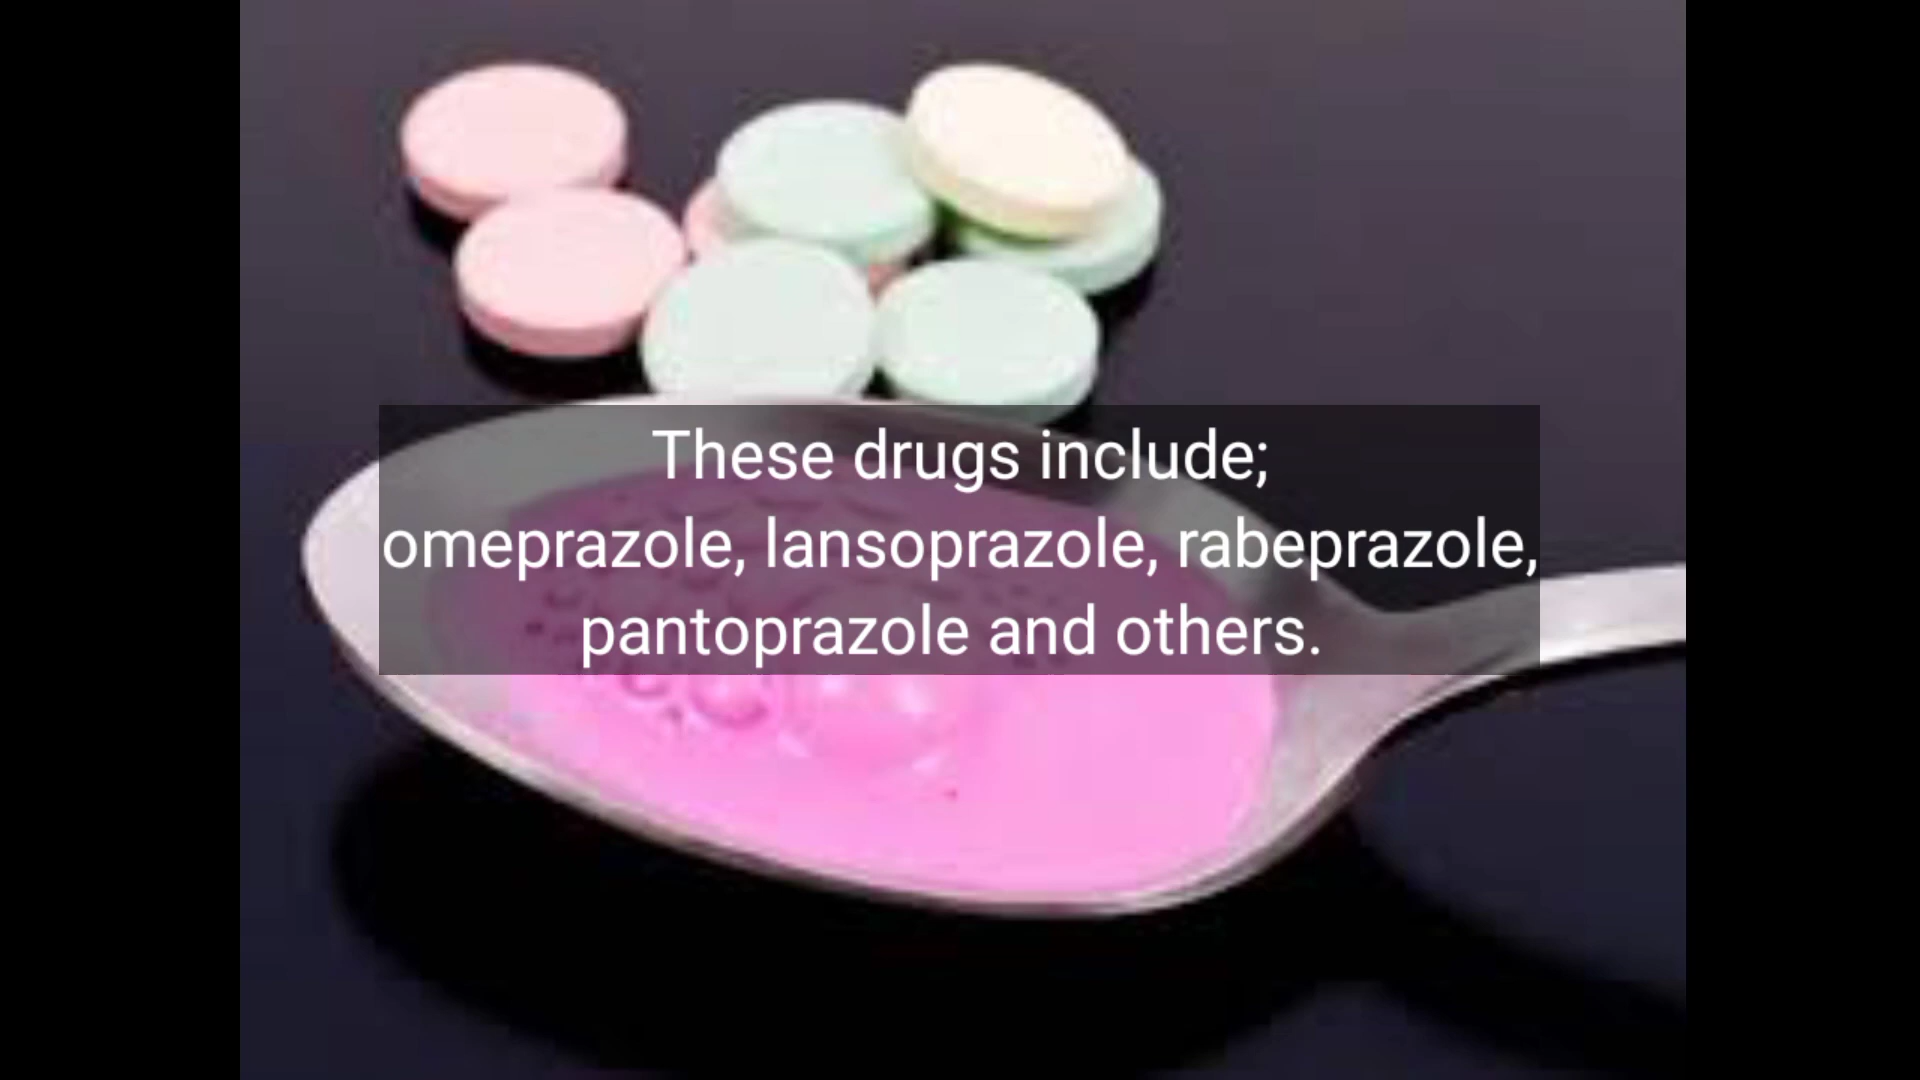 These drugs include;
omeprazole, lansoprazole, rabeprazole,
pantoprazole and others.